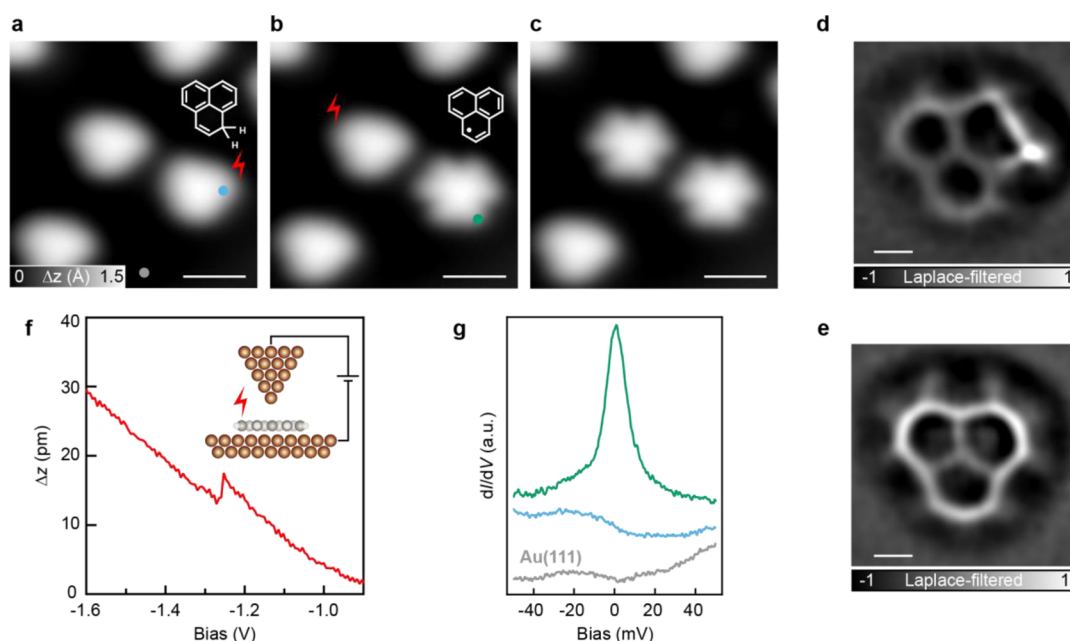 a
b
c
d
H
H
0 Δz (Å) 1.5
-1 Laplace-filtered 1
f
40
30
20
10
0
Δz (pm)
-1.6
-1.4
-1.2
-1.0
Bias (V)
g
dI/dV (a.u.)
Au(111)
-40
-20
0
20
40
Bias (mV)
e
-1 Laplace-filtered 1